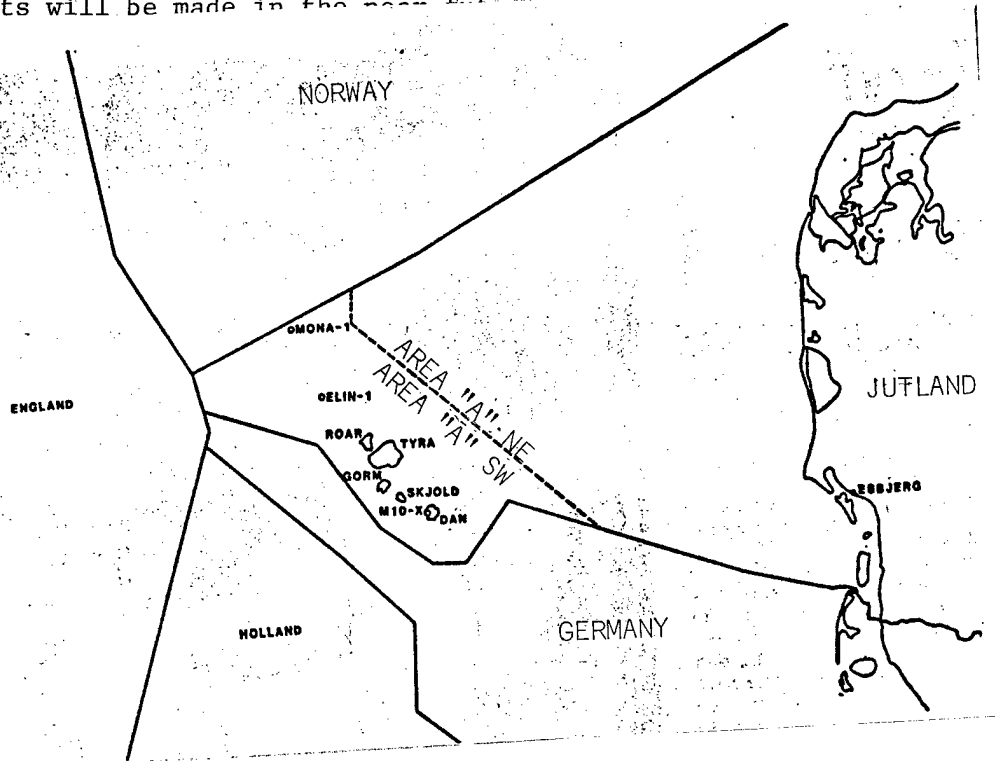 ts will be made in the near
NORWAY
MONA-1
AREA "A" NE
AREA "A" SW
ELIN-1
ENGLAND
JUTLAND
ROAR
TYRA
GORM
SKJOLD
M10-X
DAN
ESBJERG
HOLLAND
GERMANY